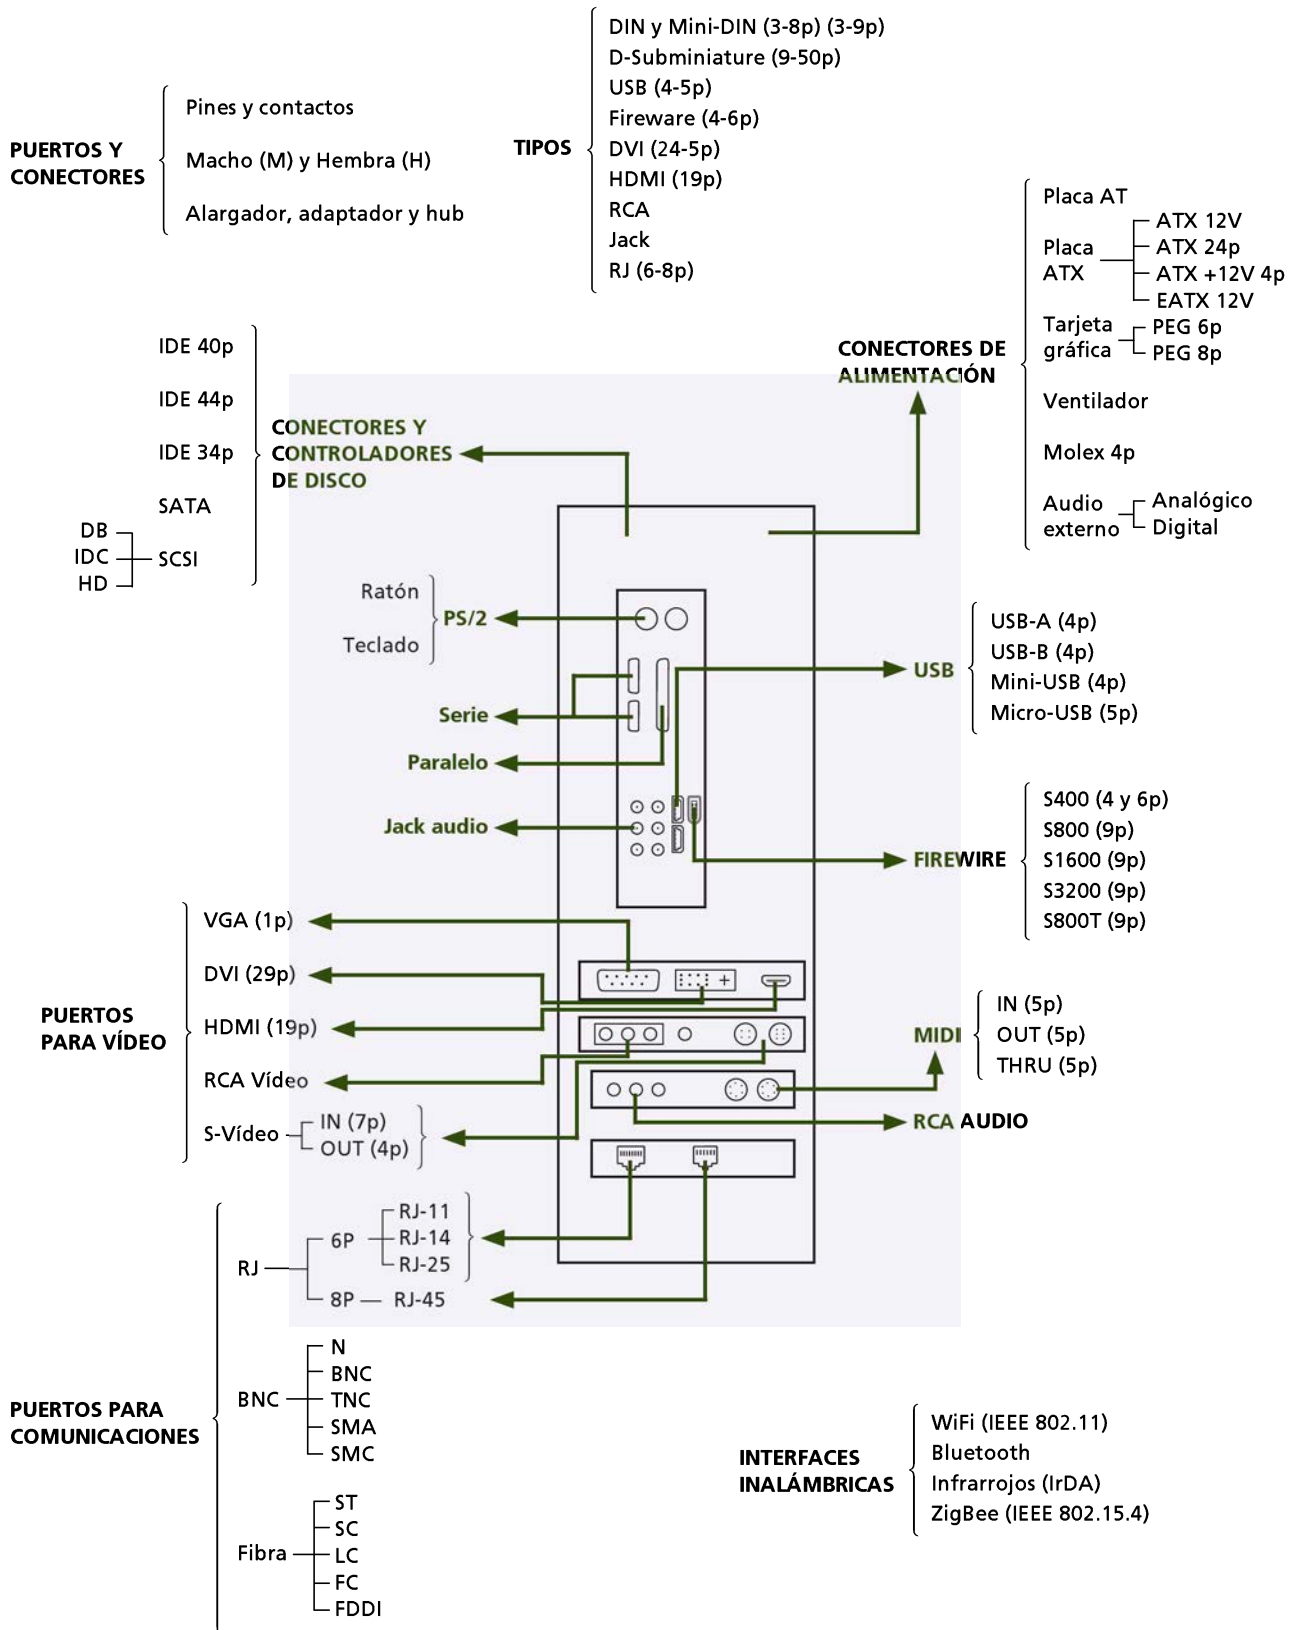 DIN y Mini-DIN (3-8p) (3-9p)
D-Subminiature (9-50p)
USB (4-5p)
Fireware (4-6p)
TIPOS
DVI (24-5p)
HDMI (19p)
RCA
Jack
RJ (6-8p)
PUERTOS Y
CONECTORES
Pines y contactos
Macho (M) y Hembra (H)
Alargador, adaptador y hub
CONECTORES DE
ALIMENTACIÓN
Placa AT
Placa
ATX
ATX 12V
ATX 24p
ATX +12V 4p
EATX 12V
Tarjeta
gráfica
PEG 6p
PEG 8p
Ventilador
Molex 4p
Audio
externo
Analógico
Digital
IDE 40p
IDE 44p
IDE 34p
SATA
SCSI
DB
IDC
HD
CONECTORES Y
CONTROLADORES
DE DISCO
Ratón
Teclado
PS/2
Serie
Paralelo
Jack audio
USB
USB-A (4p)
USB-B (4p)
Mini-USB (4p)
Micro-USB (5p)
FIREWIRE
S400 (4 y 6p)
S800 (9p)
S1600 (9p)
S3200 (9p)
S800T (9p)
PUERTOS
PARA VÍDEO
VGA (1p)
DVI (29p)
HDMI (19p)
RCA Vídeo
S-Vídeo
IN (7p)
OUT (4p)
MIDI
IN (5p)
OUT (5p)
THRU (5p)
RCA AUDIO
PUERTOS PARA
COMUNICACIONES
RJ
6P
RJ-11
RJ-14
RJ-25
8P
RJ-45
BNC
N
BNC
TNC
SMA
SMC
Fibra
ST
SC
LC
FC
FDDI
INTERFACES
INALÁMBRICAS
WiFi (IEEE 802.11)
Bluetooth
Infrarrojos (IrDA)
ZigBee (IEEE 802.15.4)